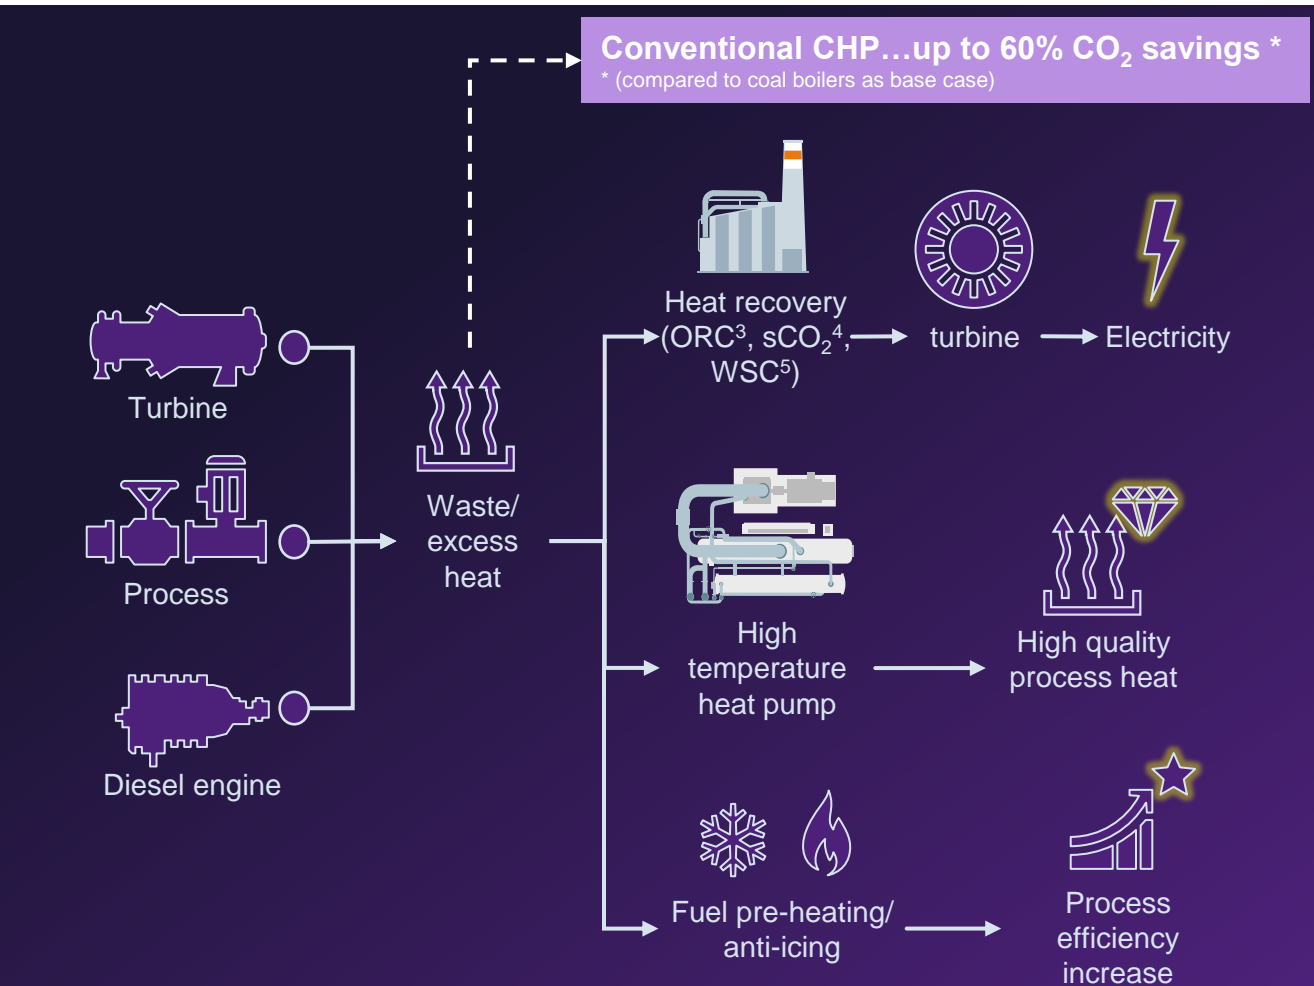 Conventional CHP…up to 60% CO₂ savings *
* (compared to coal boilers as base case)
Heat recovery
(ORC³, sCO₂⁴,
WSC⁵)
turbine
Electricity
Turbine
Process
Diesel engine
Waste/
excess
heat
High
temperature
heat pump
High quality
process heat
Fuel pre-heating/
anti-icing
Process
efficiency
increase